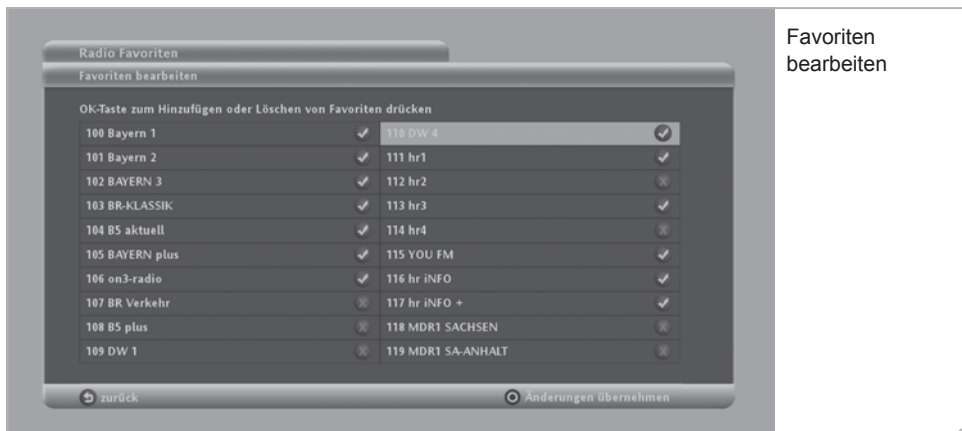 Radio Favoriten
Favoriten bearbeiten
OK-Taste zum Hinzufügen oder Löschen von Favoriten drücken
100 Bayern 1
101 Bayern 2
102 BAYERN 3
103 BR-KLASSIK
104 B5 aktuell
105 BAYERN plus
106 on3-radio
107 BR Verkehr
108 B5 plus
109 DW 1
110 DW 4
111 hr1
112 hr2
113 hr3
114 hr4
115 YOU FM
116 hr iNFO
117 hr iNFO +
118 MDR1 SACHSEN
119 MDR1 SA-ANHALT
zurück
Änderungen übernehmen
Favoriten
bearbeiten